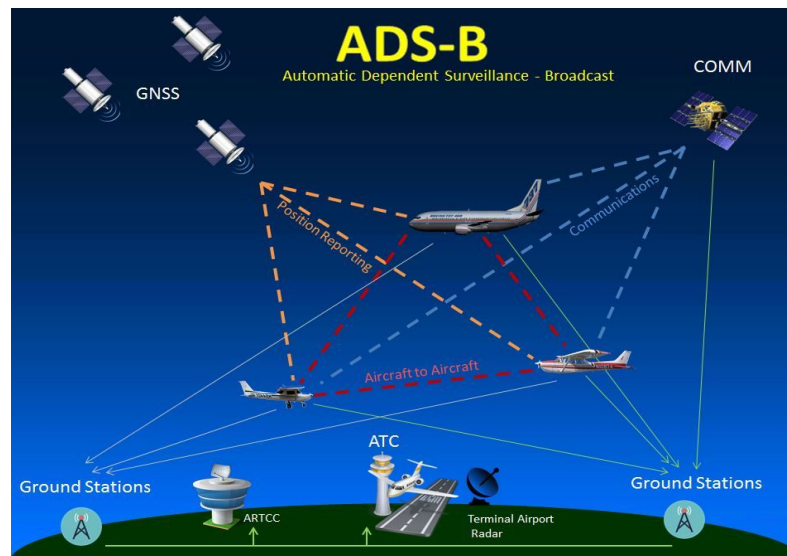 ADS-B
Automatic Dependent Surveillance - Broadcast
GNSS
COMM
Position Reporting
Communications
Aircraft to Aircraft
ATC
Ground Stations
Ground Stations
ARTCC
Terminal Airport
Radar